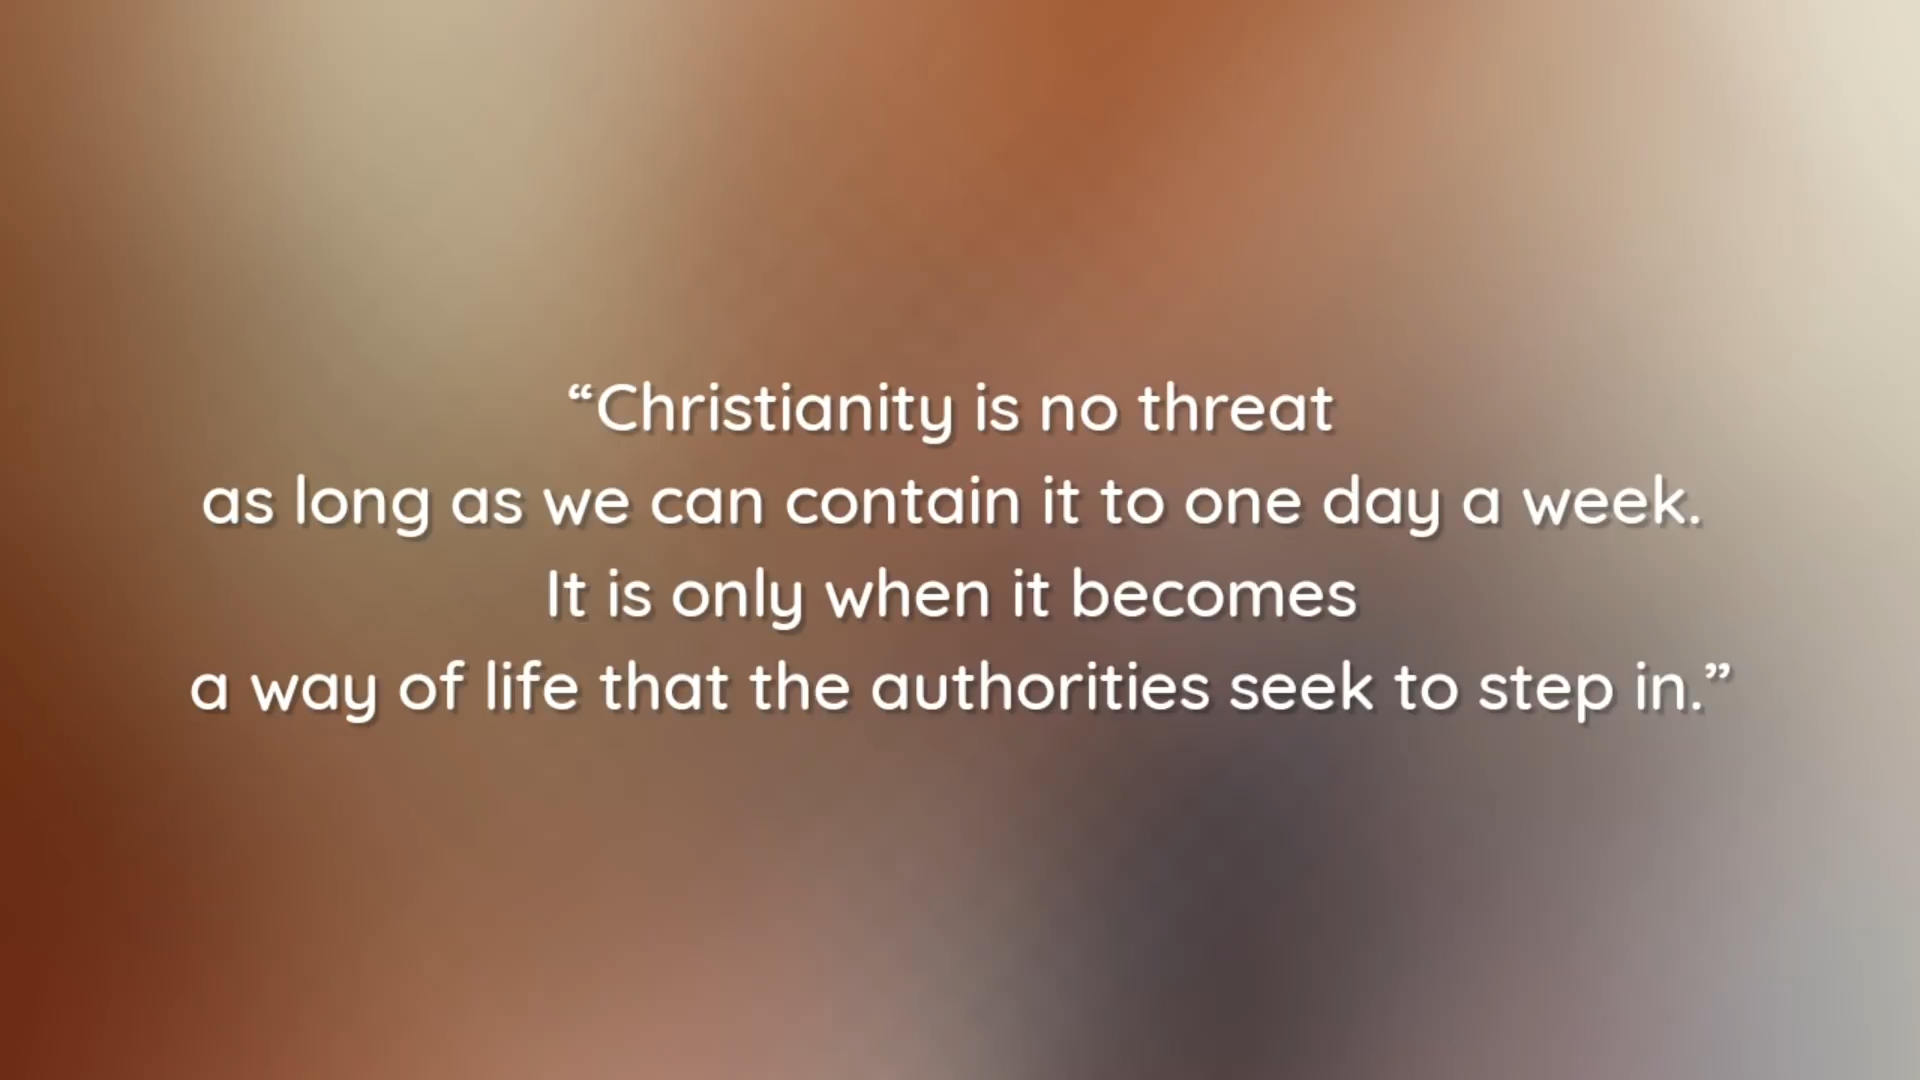 “Christianity is no threat
as long as we can contain it to one day a week.
It is only when it becomes
a way of life that the authorities seek to step in.”